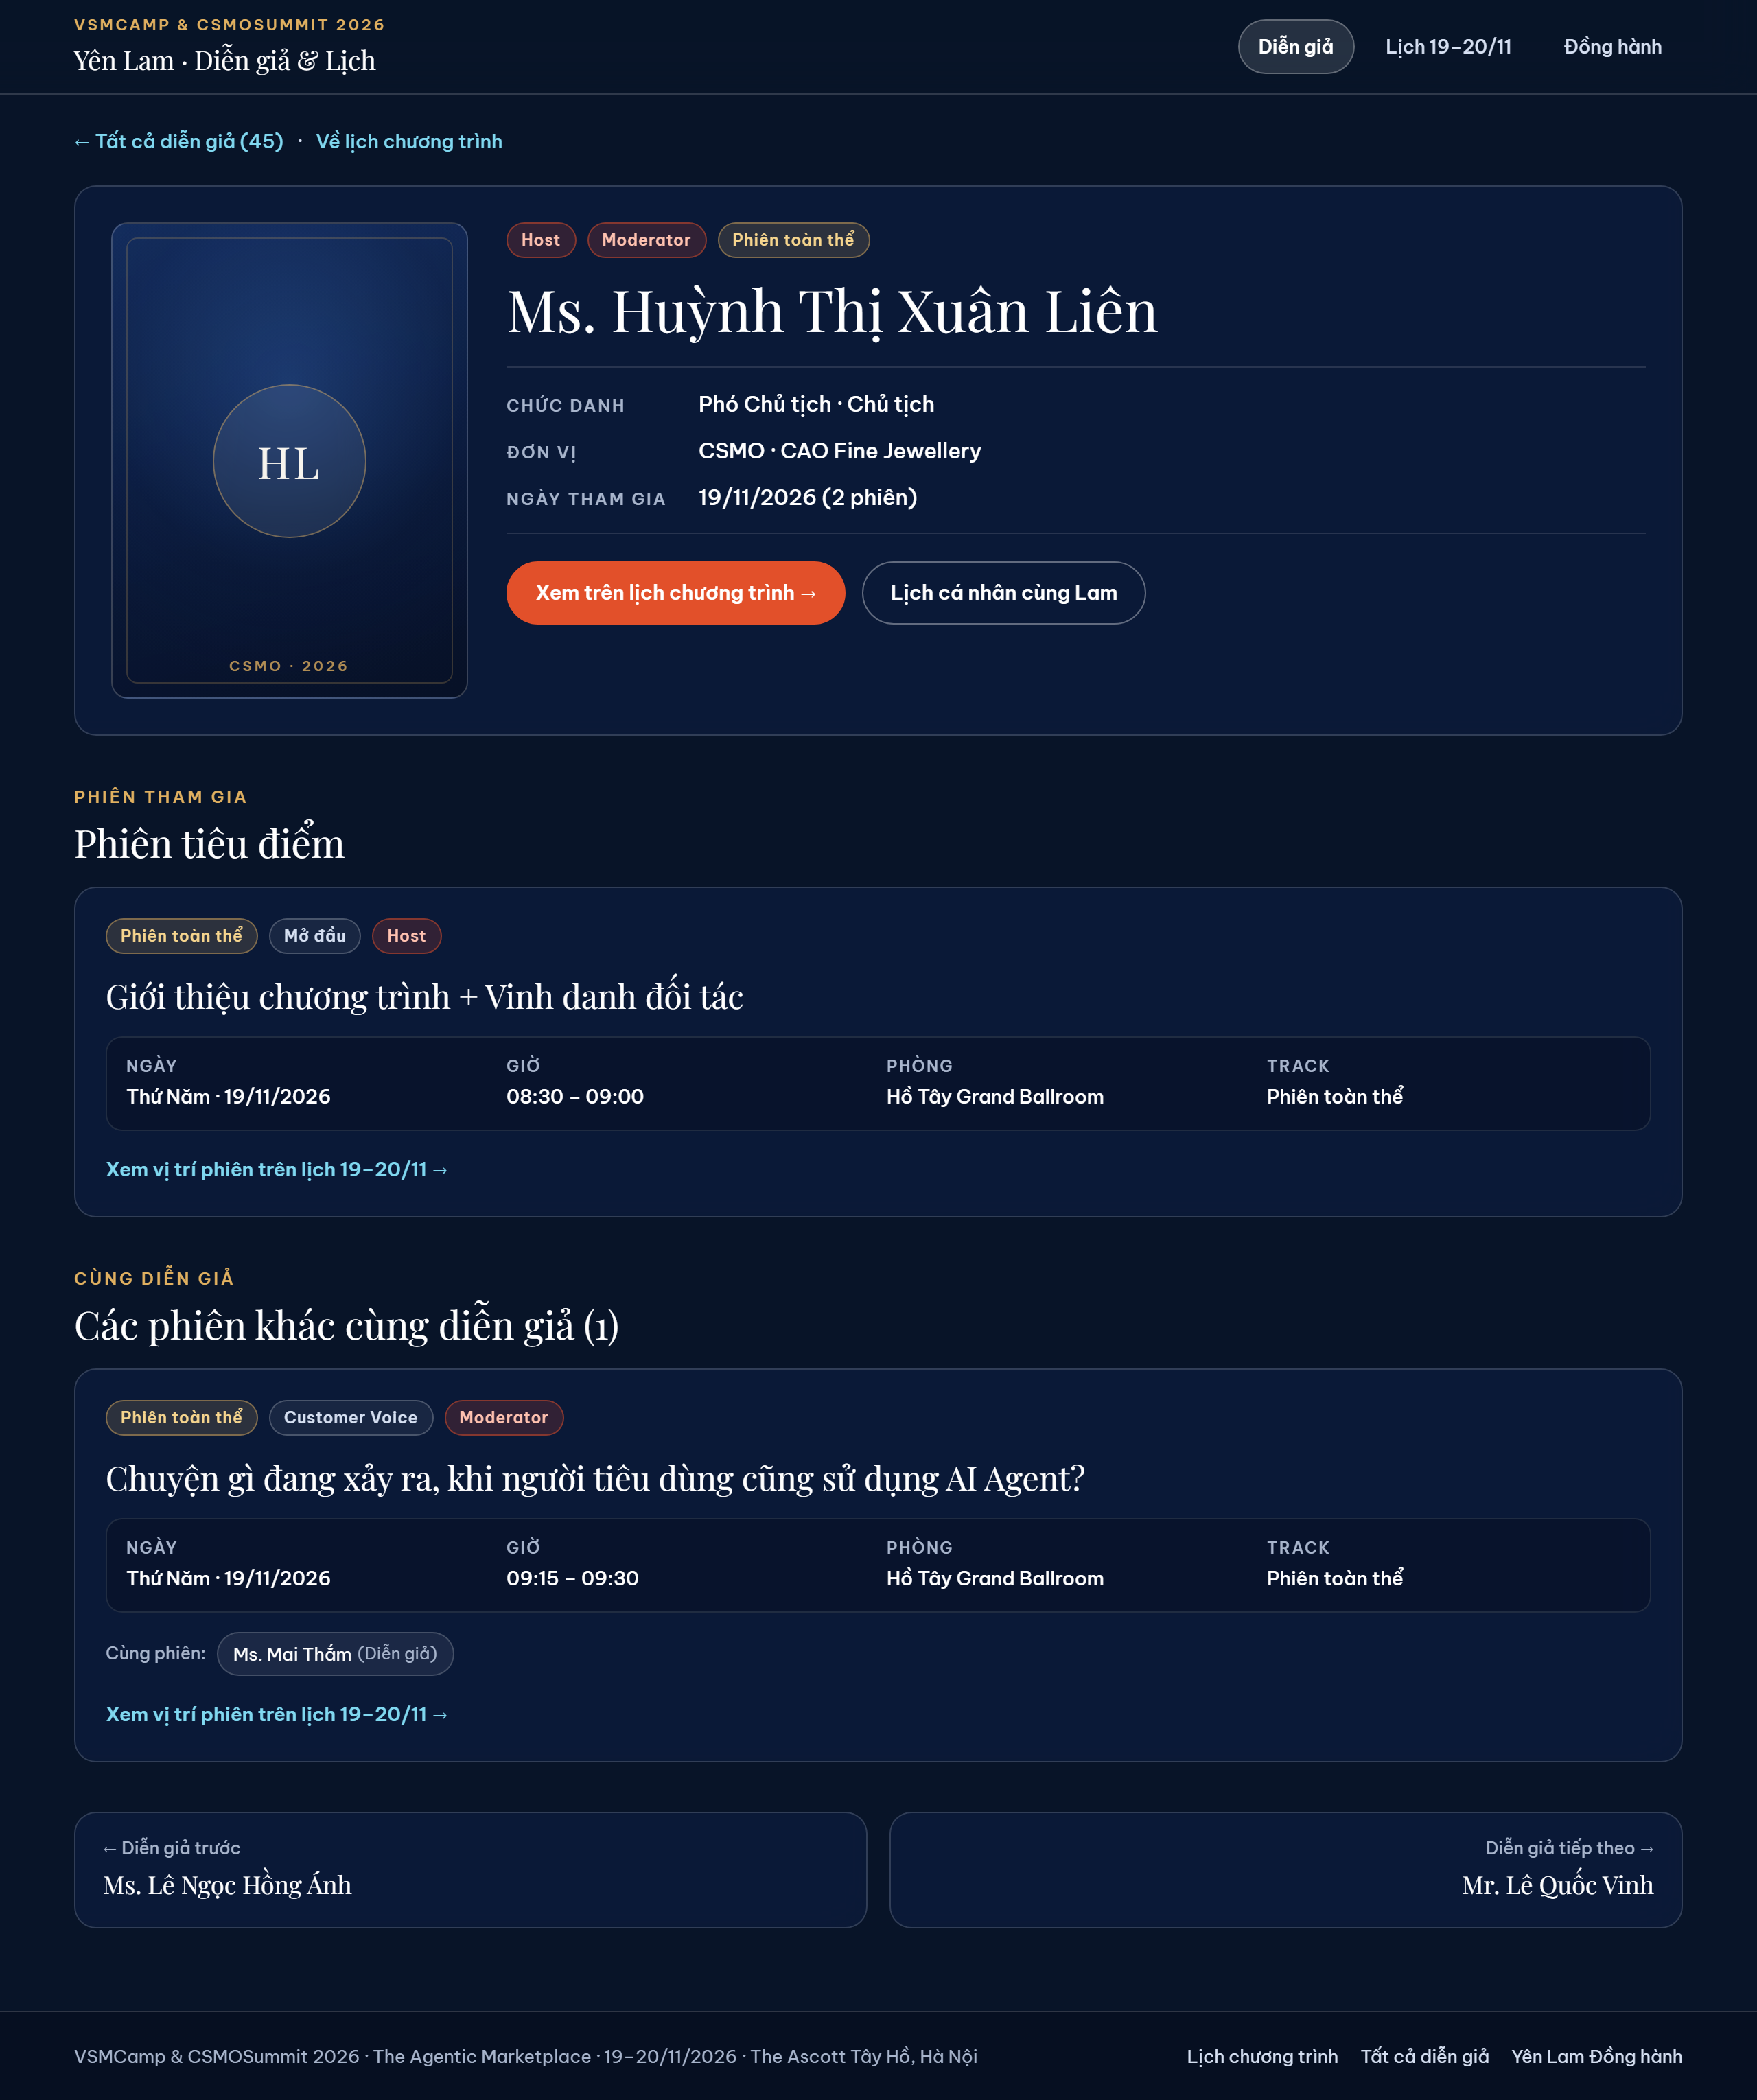 VSMCAMP & CSMOSUMMIT 2026
Yên Lam · Diễn giả & Lịch
Diễn giả
Lịch 19–20/11
Đồng hành
← Tất cả diễn giả (45) · Về lịch chương trình
HL
CSMO · 2026
Host
Moderator
Phiên toàn thể
Ms. Huỳnh Thị Xuân Liên
CHỨC DANH Phó Chủ tịch · Chủ tịch
ĐƠN VỊ CSMO · CAO Fine Jewellery
NGÀY THAM GIA 19/11/2026 (2 phiên)
Xem trên lịch chương trình →
Lịch cá nhân cùng Lam
PHIÊN THAM GIA
Phiên tiêu điểm
Phiên toàn thể
Mở đầu
Host
Giới thiệu chương trình + Vinh danh đối tác
NGÀY GIỜ PHÒNG TRACK
Thứ Năm · 19/11/2026 08:30 – 09:00 Hồ Tây Grand Ballroom Phiên toàn thể
Xem vị trí phiên trên lịch 19–20/11 →
CÙNG DIỄN GIẢ
Các phiên khác cùng diễn giả (1)
Phiên toàn thể
Customer Voice
Moderator
Chuyện gì đang xảy ra, khi người tiêu dùng cũng sử dụng AI Agent?
NGÀY GIỜ PHÒNG TRACK
Thứ Năm · 19/11/2026 09:15 – 09:30 Hồ Tây Grand Ballroom Phiên toàn thể
Cùng phiên: Ms. Mai Thắm (Diễn giả)
Xem vị trí phiên trên lịch 19–20/11 →
← Diễn giả trước
Ms. Lê Ngọc Hồng Ánh
Diễn giả tiếp theo →
Mr. Lê Quốc Vinh
VSMCamp & CSMOSummit 2026 · The Agentic Marketplace · 19–20/11/2026 · The Ascott Tây Hồ, Hà Nội
Lịch chương trình
Tất cả diễn giả
Yên Lam Đồng hành